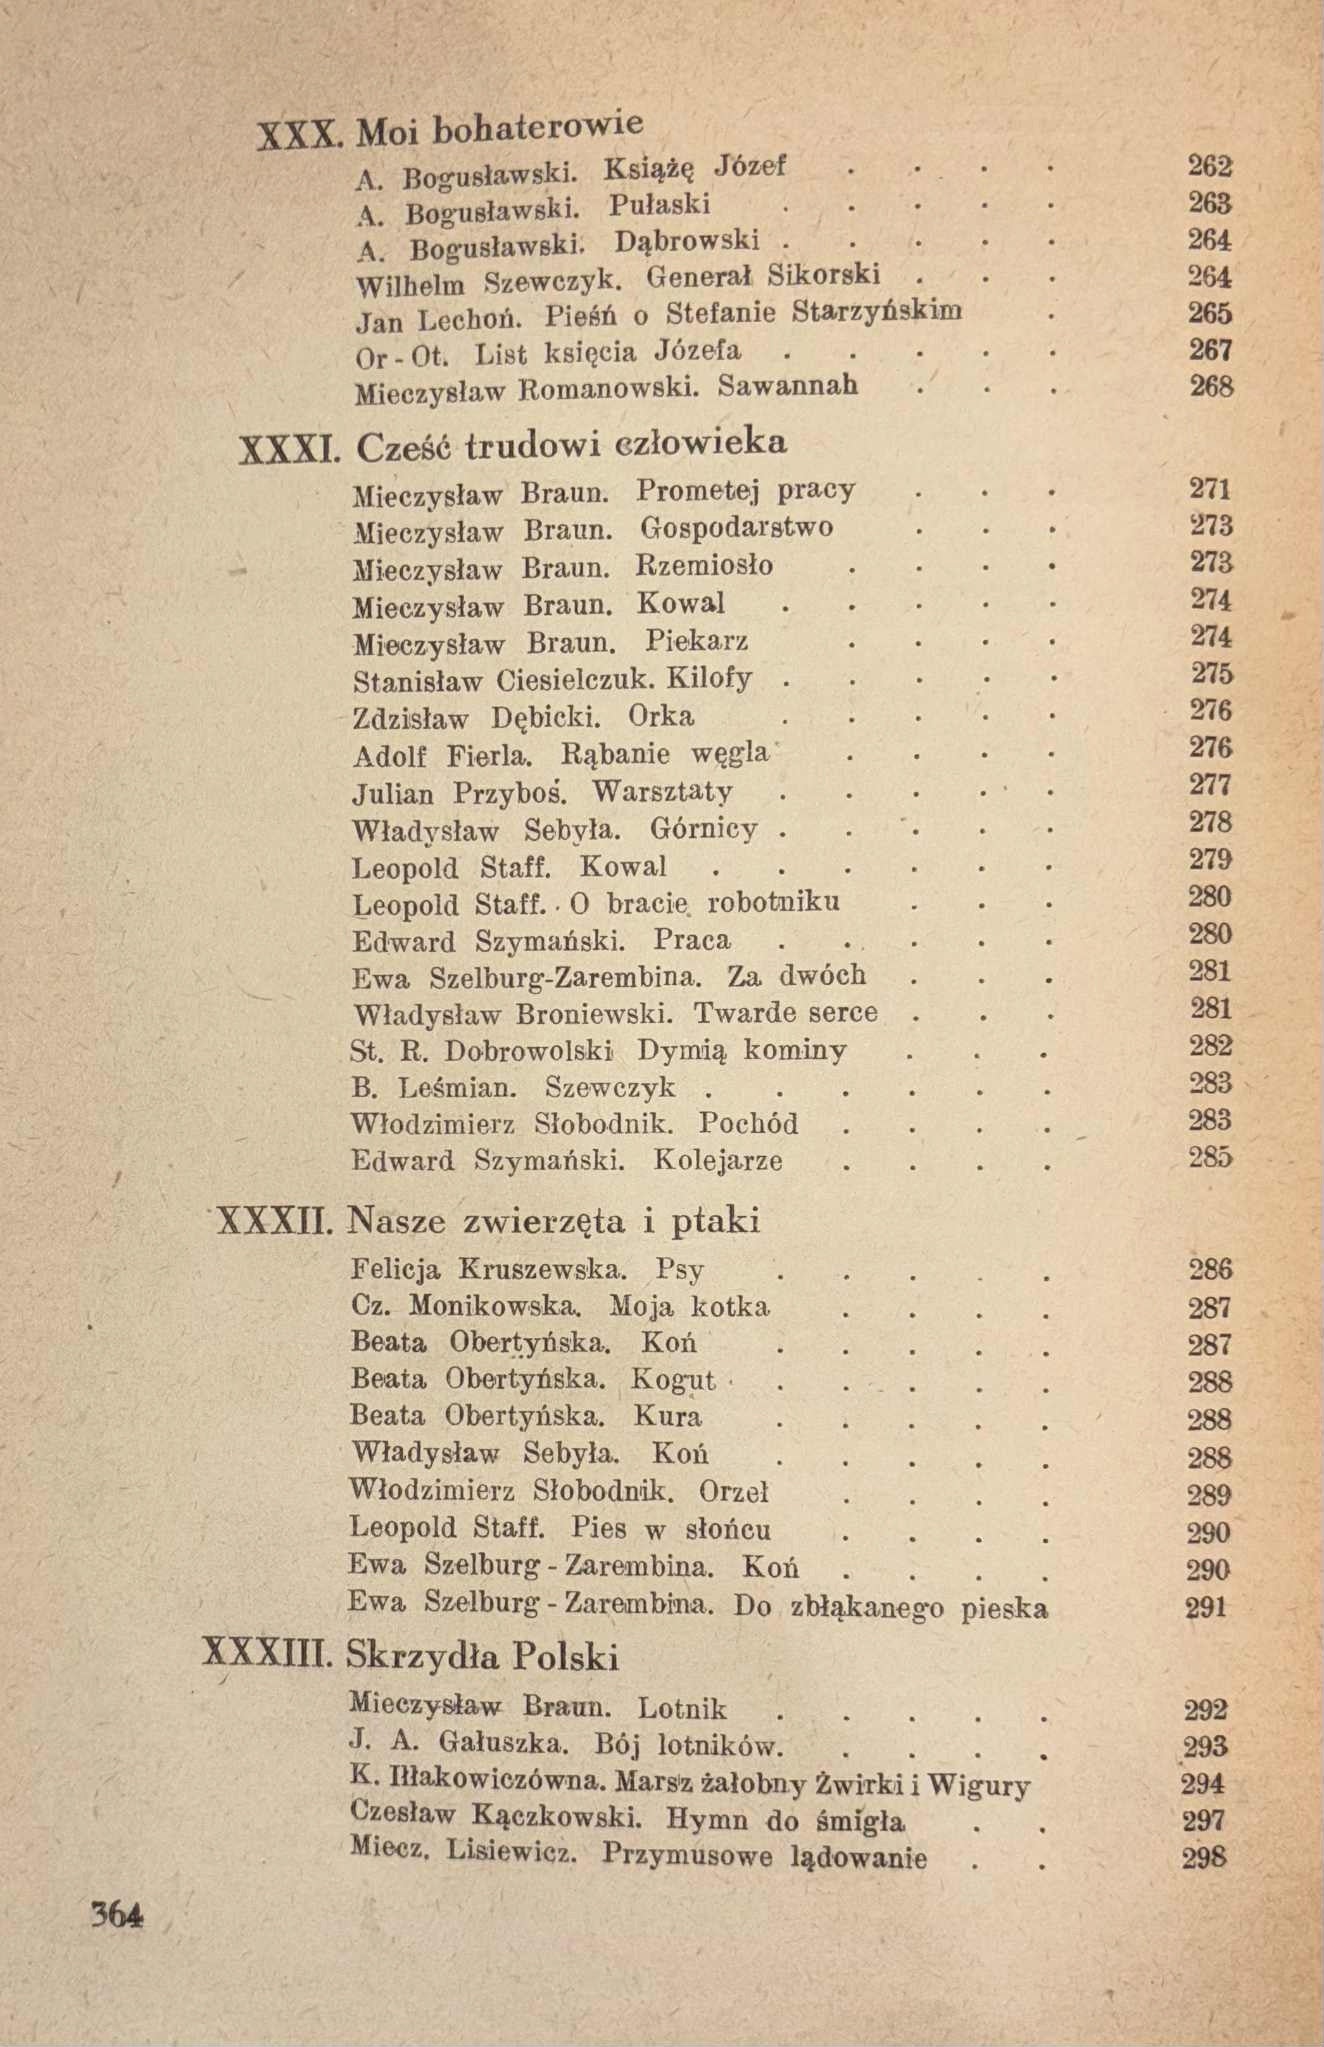 XXX. Moi bohaterowie
A. Bogusławski. Książę Józef . . . . 262
A. Bogusławski. Pułaski . . . . . 263
A. Bogusławski. Dąbrowski . . . . . 264
Wilhelm Szewczyk. Generał Sikorski . . . 264
Jan Lechoń. Pieśń o Stefanie Starzyńskim . 265
Or-Ot. List księcia Józefa . . . . . 267
Mieczysław Romanowski. Sawannah . . . 268
XXXI. Cześć trudowi człowieka
Mieczysław Braun. Prometej pracy . . . 271
Mieczysław Braun. Gospodarstwo . . . 273
Mieczysław Braun. Rzemiosło . . . . 273
Mieczysław Braun. Kowal . . . . . 274
Mieczysław Braun. Piekarz . . . . 274
Stanisław Ciesielczuk. Kilofy . . . . . 275
Zdzisław Dębicki. Orka . . . . . 276
Adolf Fierla. Rąbanie węgla . . . . 276
Julian Przyboś. Warsztaty . . . . . 277
Władysław Sebyła. Górnicy . . . . . 278
Leopold Staff. Kowal . . . . . . 279
Leopold Staff. O bracie robotniku . . . 280
Edward Szymański. Praca . . . . . 280
Ewa Szelburg-Zarembina. Za dwóch . . . 281
Władysław Broniewski. Twarde serce . . . 281
St. R. Dobrowolski Dymią kominy . . . 282
B. Leśmian. Szewczyk . . . . . . 283
Włodzimierz Słobodnik. Pochód . . . . 283
Edward Szymański. Kolejarze . . . . 285
XXXII. Nasze zwierzęta i ptaki
Felicja Kruszewska. Psy . . . . . 286
Cz. Monikowska. Moja kotka . . . . 287
Beata Obertyńska. Koń . . . . . 287
Beata Obertyńska. Kogut . . . . . 288
Beata Obertyńska. Kura . . . . . 288
Władysław Sebyła. Koń . . . . . 288
Włodzimierz Słobodnik. Orzeł . . . . 289
Leopold Staff. Pies w słońcu . . . . 290
Ewa Szelburg-Zarembina. Koń . . . . 290
Ewa Szelburg-Zarembina. Do zbłąkanego pieska 291
XXXIII. Skrzydła Polski
Mieczysław Braun. Lotnik . . . . . 292
J. A. Gałuszka. Bój lotników. . . . . 293
K. Iłłakowiczówna. Marsz żałobny Żwirki i Wigury 294
Czesław Kączkowski. Hymn do śmigła . . 297
Miecz. Lisiewicz. Przymusowe lądowanie . . 298
364